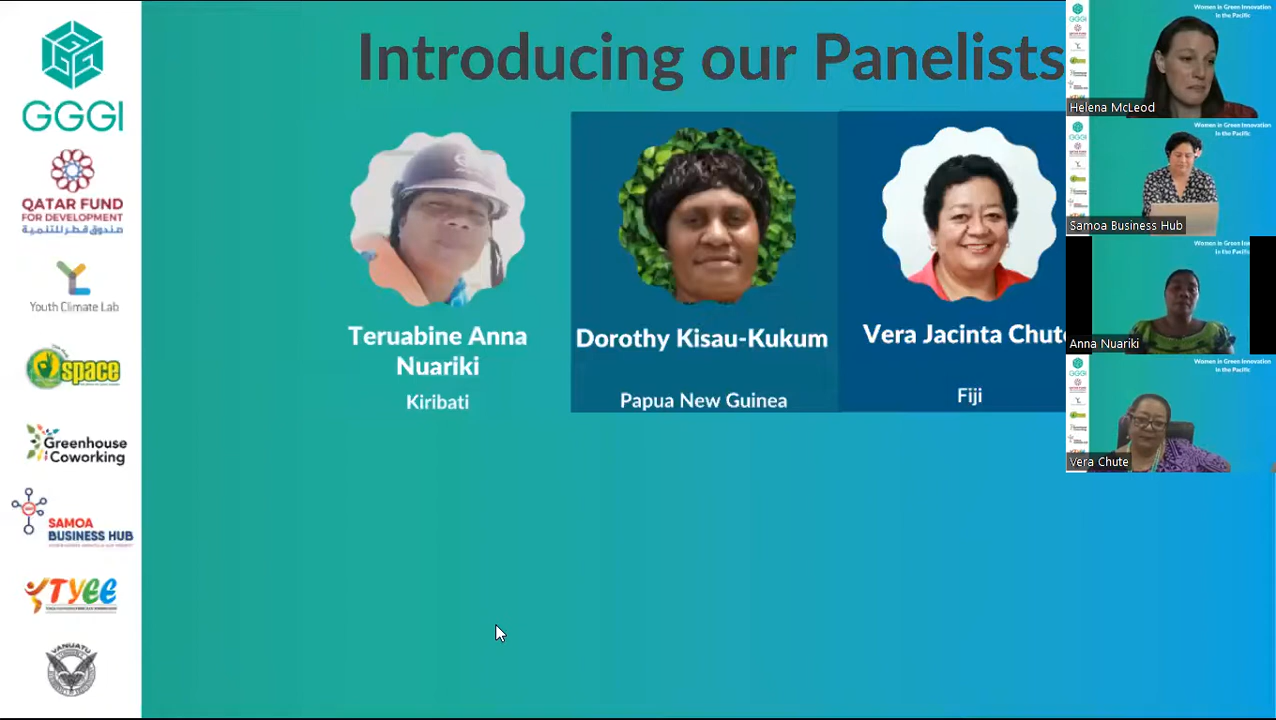 Introducing our Panelists
GGGI
QATAR FUND
FOR DEVELOPMENT
صندوق قطر للتنمية
Youth Climate Lab
space
Greenhouse
Coworking
SAMOA
BUSINESS HUB
TYEE
VANUATU
Teruabine Anna
Nuariki
Kiribati
Dorothy Kisau-Kukum
Papua New Guinea
Vera Jacinta Chute
Fiji
Women in Green Innovation
in the Pacific
Helena McLeod
Women in Green Innovation
in the Pacific
Samoa Business Hub
Women in Green Inn
in the Pacific
Anna Nuariki
Women in Green Innovation
in the Pacific
Vera Chute